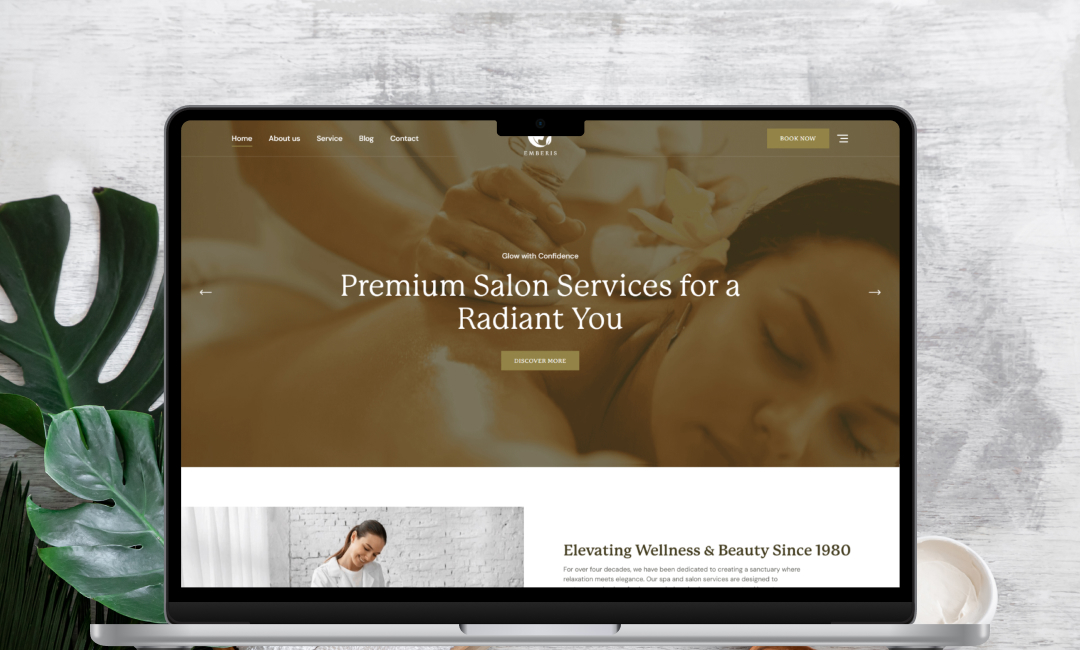 Home About us Service Blog Contact
EMBERIS
BOOK NOW
Glow with Confidence
Premium Salon Services for a
Radiant You
DISCOVER MORE
Elevating Wellness & Beauty Since 1980
For over four decades, we have been dedicated to creating a sanctuary where
relaxation meets elegance. Our spa and salon services are designed to